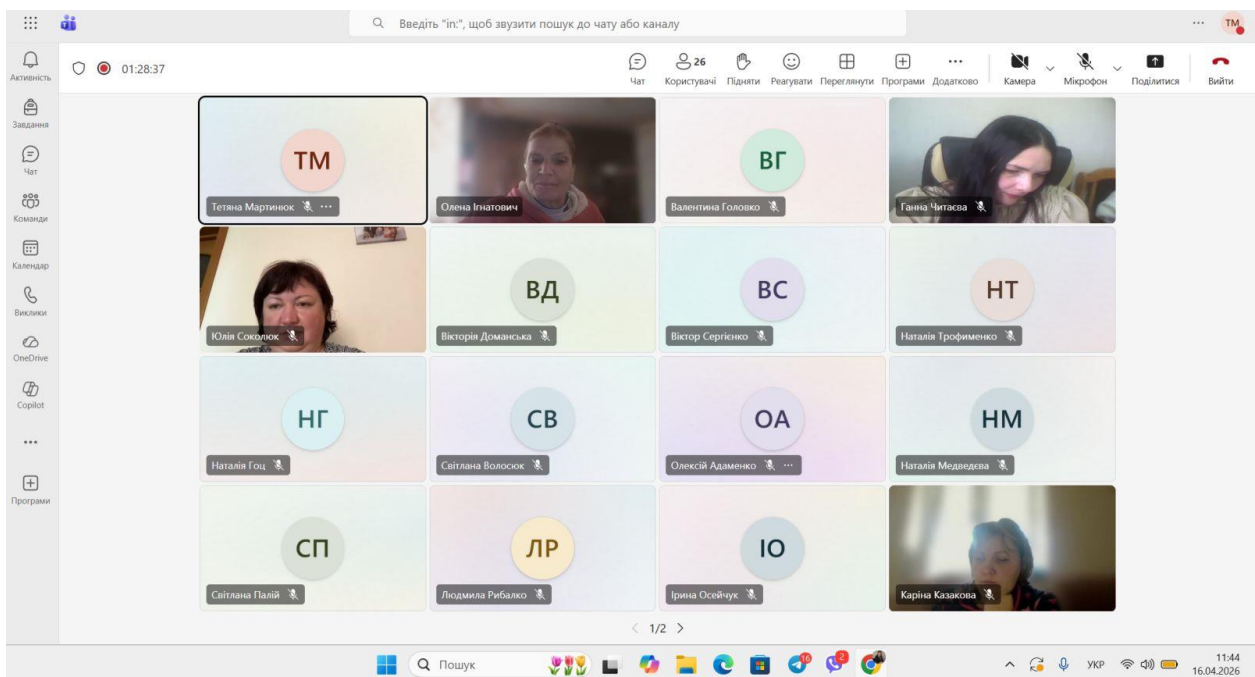 Введіть "in:", щоб звузити пошук до чату або каналу
TM
Активність
Завдання
Чат
Команди
Календар
Виклики
OneDrive
Copilot
Програми
01:28:37
Чат
26
Користувачі
Підняти
Реагувати
Переглянути
Програми
Додатково
Камера
Мікрофон
Поділитися
Вийти
ТМ
Тетяна Мартинюк
Олена Ігнатович
ВГ
Валентина Головко
Ганна Читаєва
Юлія Соколюк
ВД
Вікторія Доманська
ВС
Віктор Сергієнко
НТ
Наталія Трофименко
НГ
Наталія Гоц
СВ
Світлана Волосюк
ОА
Олексій Адаменко
НМ
Наталія Медведєва
СП
Світлана Палій
ЛР
Людмила Рибалко
ІО
Ірина Осейчук
Каріна Казакова
1/2
Пошук
16
2
УКР
11:44
16.04.2026